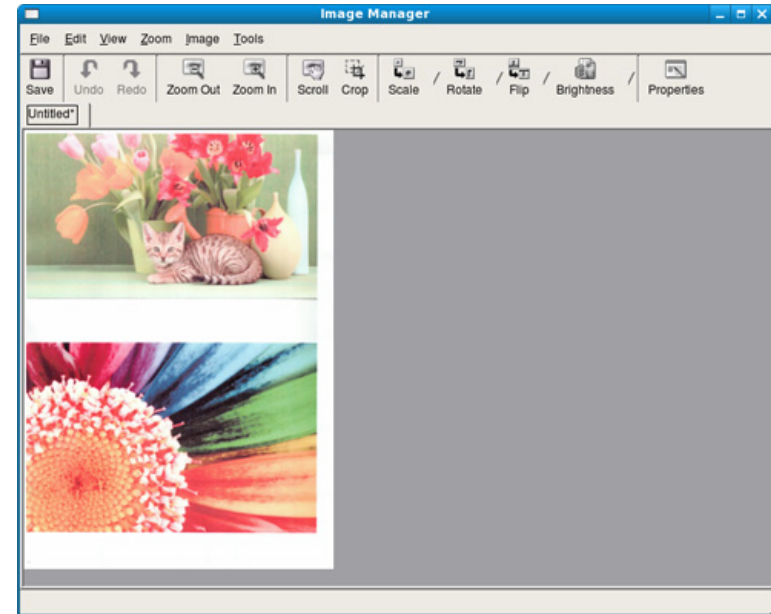 Image Manager
File Edit View Zoom Image Tools
Save Undo Redo Zoom Out Zoom In Scroll Crop Scale / Rotate / Flip / Brightness / Properties
Untitled*